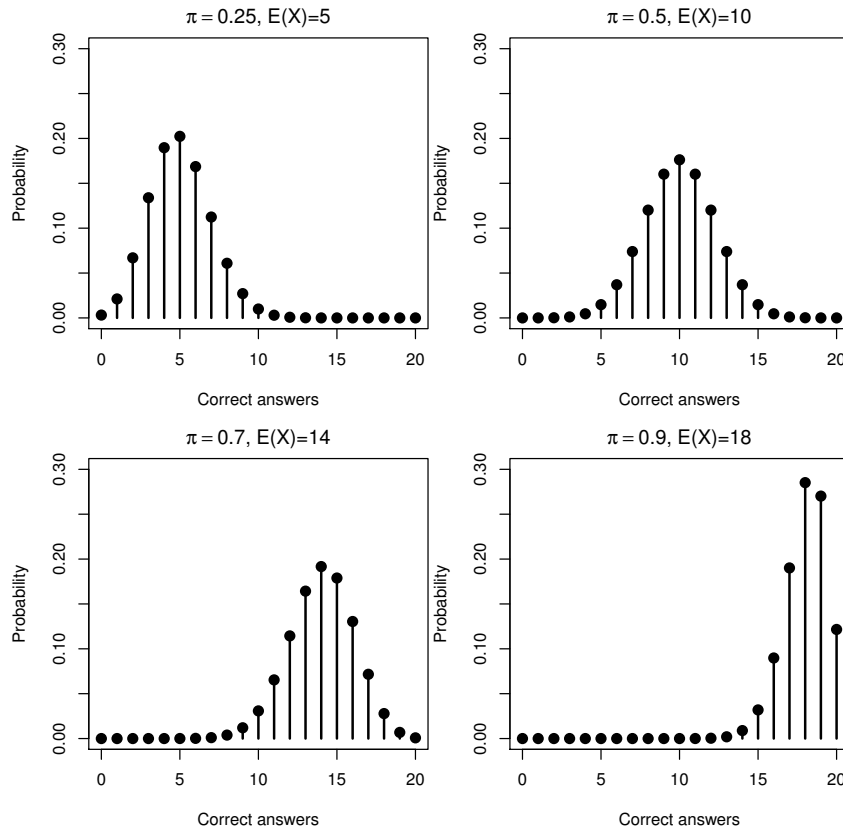 π = 0.25, E(X)=5
Probability
0.00 0.10 0.20 0.30
0 5 10 15 20
Correct answers
π = 0.5, E(X)=10
Probability
0.00 0.10 0.20 0.30
0 5 10 15 20
Correct answers
π = 0.7, E(X)=14
Probability
0.00 0.10 0.20 0.30
0 5 10 15 20
Correct answers
π = 0.9, E(X)=18
Probability
0.00 0.10 0.20 0.30
0 5 10 15 20
Correct answers